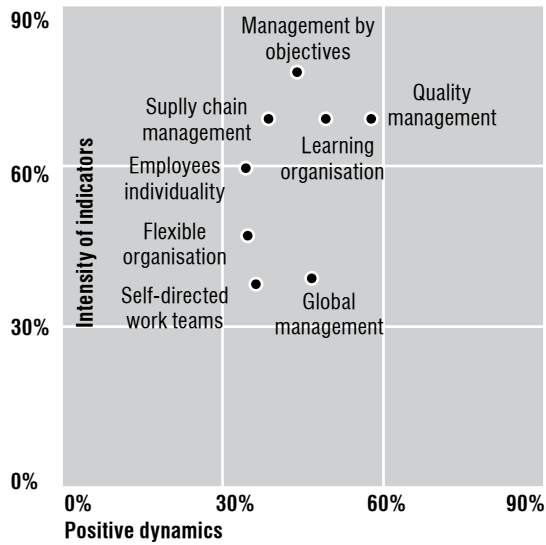 90%
Management by
objectives
Quality
management
Suplly chain
management
Learning
organisation
Employees
individuality
60%
Intensity of indicators
Flexible
organisation
Self-directed
work teams
Global
management
30%
0%
0%
30%
60%
90%
Positive dynamics